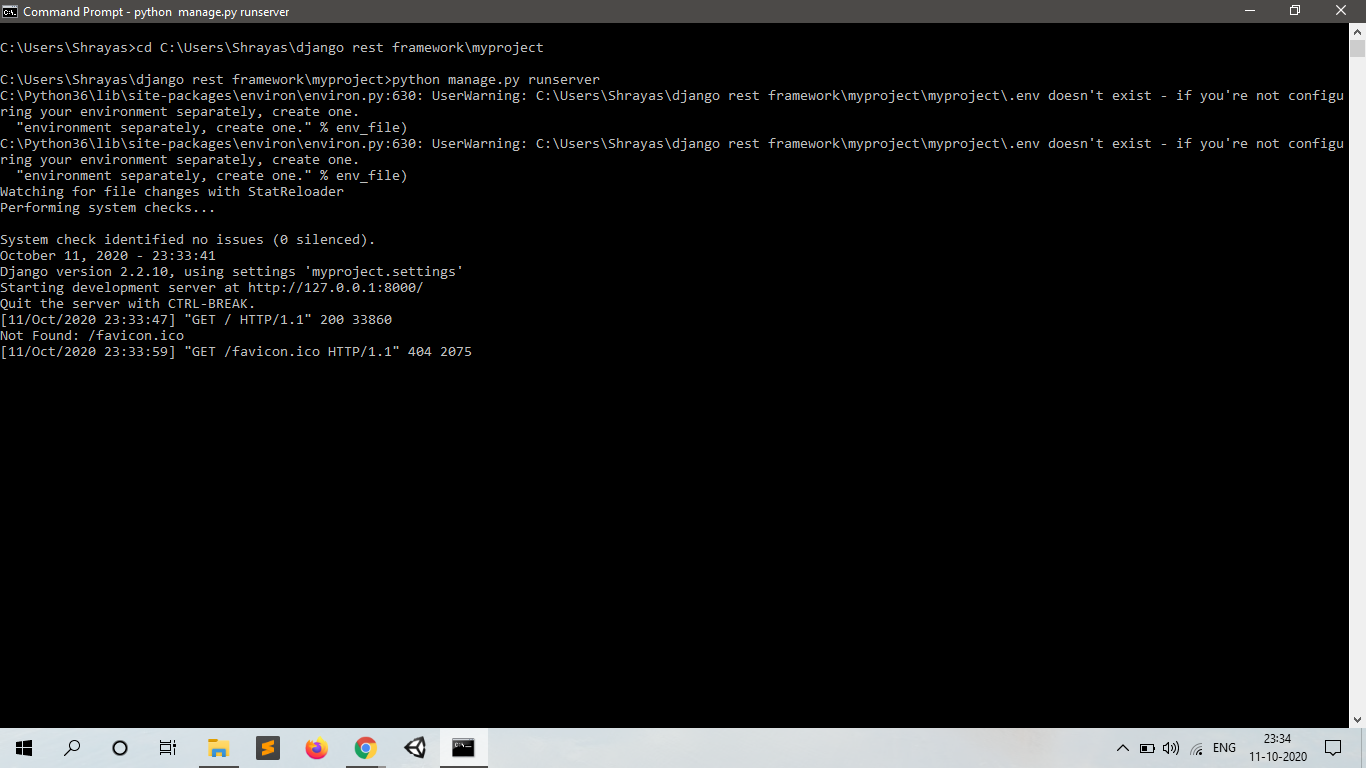 Command Prompt - python  manage.py runserver
C:\Users\Shrayas>cd C:\Users\Shrayas\django rest framework\myproject
C:\Users\Shrayas\django rest framework\myproject>python manage.py runserver
C:\Python36\lib\site-packages\environ\environ.py:630: UserWarning: C:\Users\Shrayas\django rest framework\myproject\myproject\.env doesn't exist - if you're not configu
ring your environment separately, create one.
  "environment separately, create one." % env_file)
C:\Python36\lib\site-packages\environ\environ.py:630: UserWarning: C:\Users\Shrayas\django rest framework\myproject\myproject\.env doesn't exist - if you're not configu
ring your environment separately, create one.
  "environment separately, create one." % env_file)
Watching for file changes with StatReloader
Performing system checks...
System check identified no issues (0 silenced).
October 11, 2020 - 23:33:41
Django version 2.2.10, using settings 'myproject.settings'
Starting development server at http://127.0.0.1:8000/
Quit the server with CTRL-BREAK.
[11/Oct/2020 23:33:47] "GET / HTTP/1.1" 200 33860
Not Found: /favicon.ico
[11/Oct/2020 23:33:59] "GET /favicon.ico HTTP/1.1" 404 2075
ENG
23:34
11-10-2020